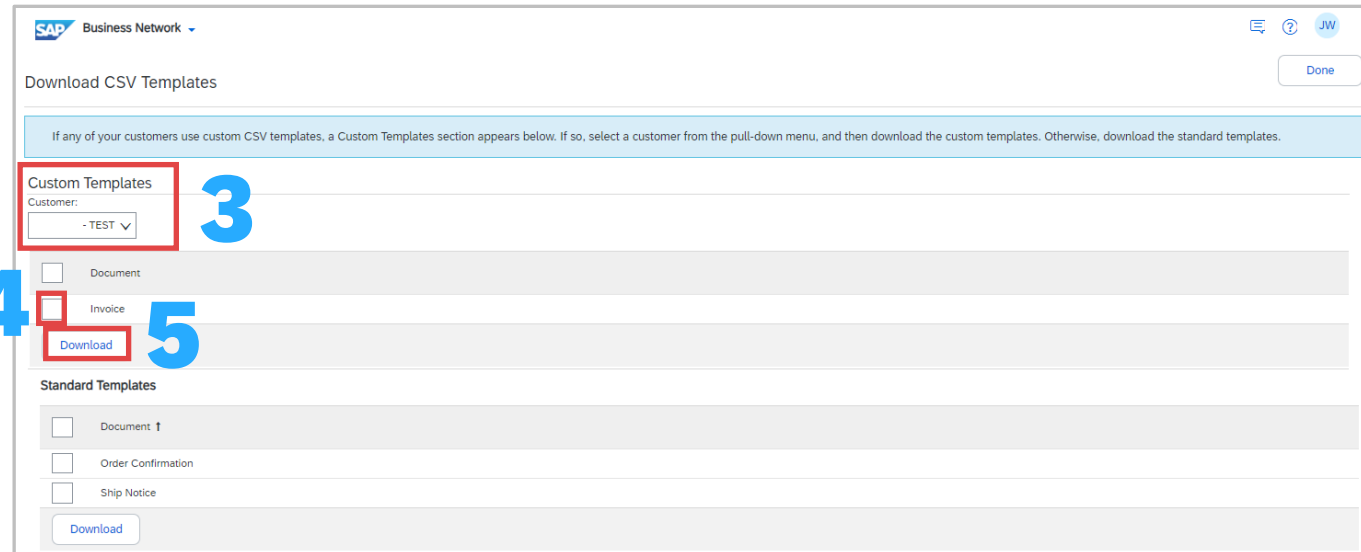 SAP Business Network
JW
Download CSV Templates
Done
If any of your customers use custom CSV templates, a Custom Templates section appears below. If so, select a customer from the pull-down menu, and then download the custom templates. Otherwise, download the standard templates.
Custom Templates
3
Customer:
- TEST
Document
4
Invoice
Download
5
Standard Templates
Document ↑
Order Confirmation
Ship Notice
Download